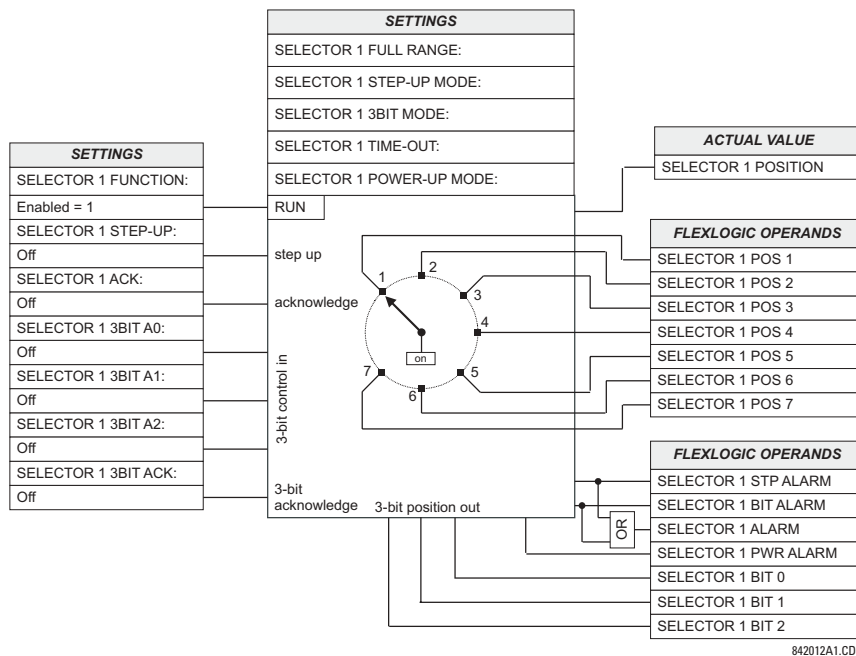 SETTINGS
SELECTOR 1 FULL RANGE:
SELECTOR 1 STEP-UP MODE:
SELECTOR 1 3BIT MODE:
SELECTOR 1 TIME-OUT:
SELECTOR 1 POWER-UP MODE:
SETTINGS
SELECTOR 1 FUNCTION:
Enabled = 1
SELECTOR 1 STEP-UP:
Off
SELECTOR 1 ACK:
Off
SELECTOR 1 3BIT A0:
Off
SELECTOR 1 3BIT A1:
Off
SELECTOR 1 3BIT A2:
Off
SELECTOR 1 3BIT ACK:
Off
RUN
step up
acknowledge
3-bit control in
3-bit
acknowledge
3-bit position out
1
2
3
4
5
6
7
on
ACTUAL VALUE
SELECTOR 1 POSITION
FLEXLOGIC OPERANDS
SELECTOR 1 POS 1
SELECTOR 1 POS 2
SELECTOR 1 POS 3
SELECTOR 1 POS 4
SELECTOR 1 POS 5
SELECTOR 1 POS 6
SELECTOR 1 POS 7
FLEXLOGIC OPERANDS
SELECTOR 1 STP ALARM
SELECTOR 1 BIT ALARM
SELECTOR 1 ALARM
SELECTOR 1 PWR ALARM
SELECTOR 1 BIT 0
SELECTOR 1 BIT 1
SELECTOR 1 BIT 2
OR
842012A1.CD